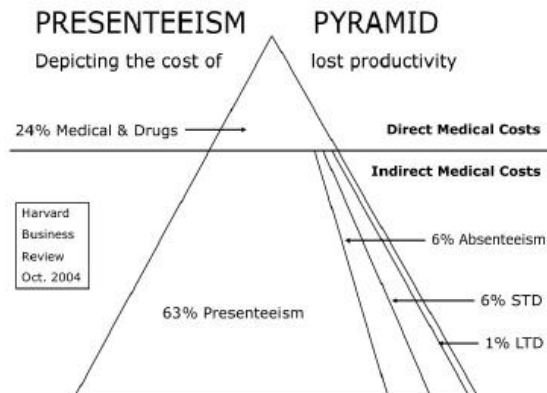 PRESENTEEISM PYRAMID
Depicting the cost of lost productivity
24% Medical & Drugs
Direct Medical Costs
Indirect Medical Costs
Harvard
Business
Review
Oct. 2004
6% Absenteeism
6% STD
63% Presenteeism
1% LTD